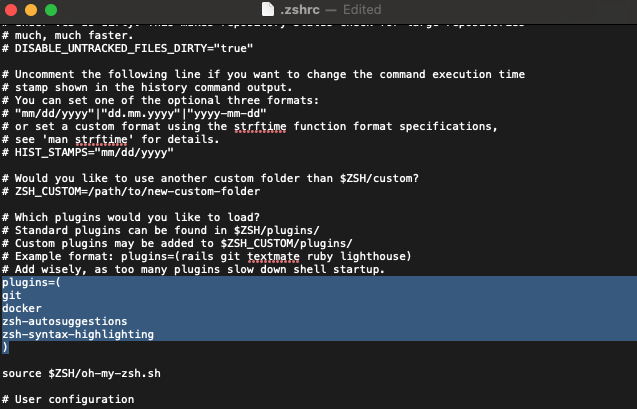 .zshrc — Edited
# much, much faster.
# DISABLE_UNTRACKED_FILES_DIRTY="true"
# Uncomment the following line if you want to change the command execution time
# stamp shown in the history command output.
# You can set one of the optional three formats:
# "mm/dd/yyyy"|"dd.mm.yyyy"|"yyyy-mm-dd"
# or set a custom format using the strftime function format specifications,
# see 'man strftime' for details.
# HIST_STAMPS="mm/dd/yyyy"
# Would you like to use another custom folder than $ZSH/custom?
# ZSH_CUSTOM=/path/to/new-custom-folder
# Which plugins would you like to load?
# Standard plugins can be found in $ZSH/plugins/
# Custom plugins may be added to $ZSH_CUSTOM/plugins/
# Example format: plugins=(rails git textmate ruby lighthouse)
# Add wisely, as too many plugins slow down shell startup.
plugins=(
git
docker
zsh-autosuggestions
zsh-syntax-highlighting
)
source $ZSH/oh-my-zsh.sh
# User configuration